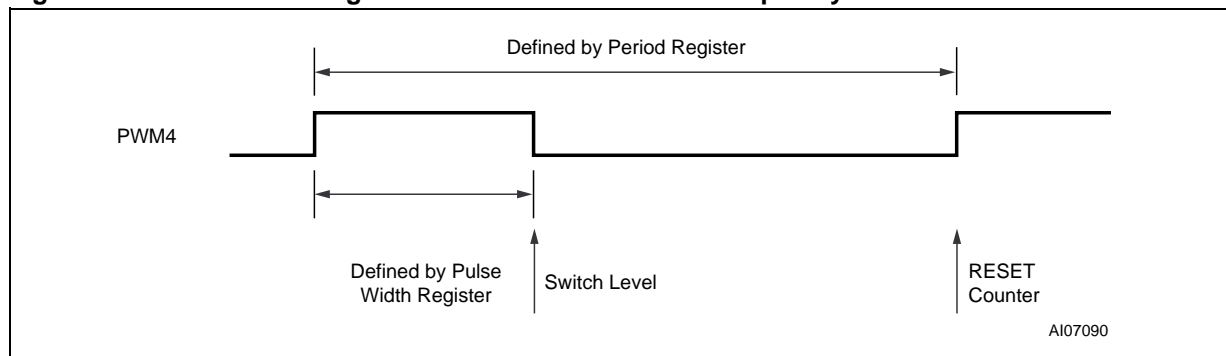 Defined by Period Register
PWM4
Defined by Pulse
Width Register
Switch Level
RESET
Counter
AI07090